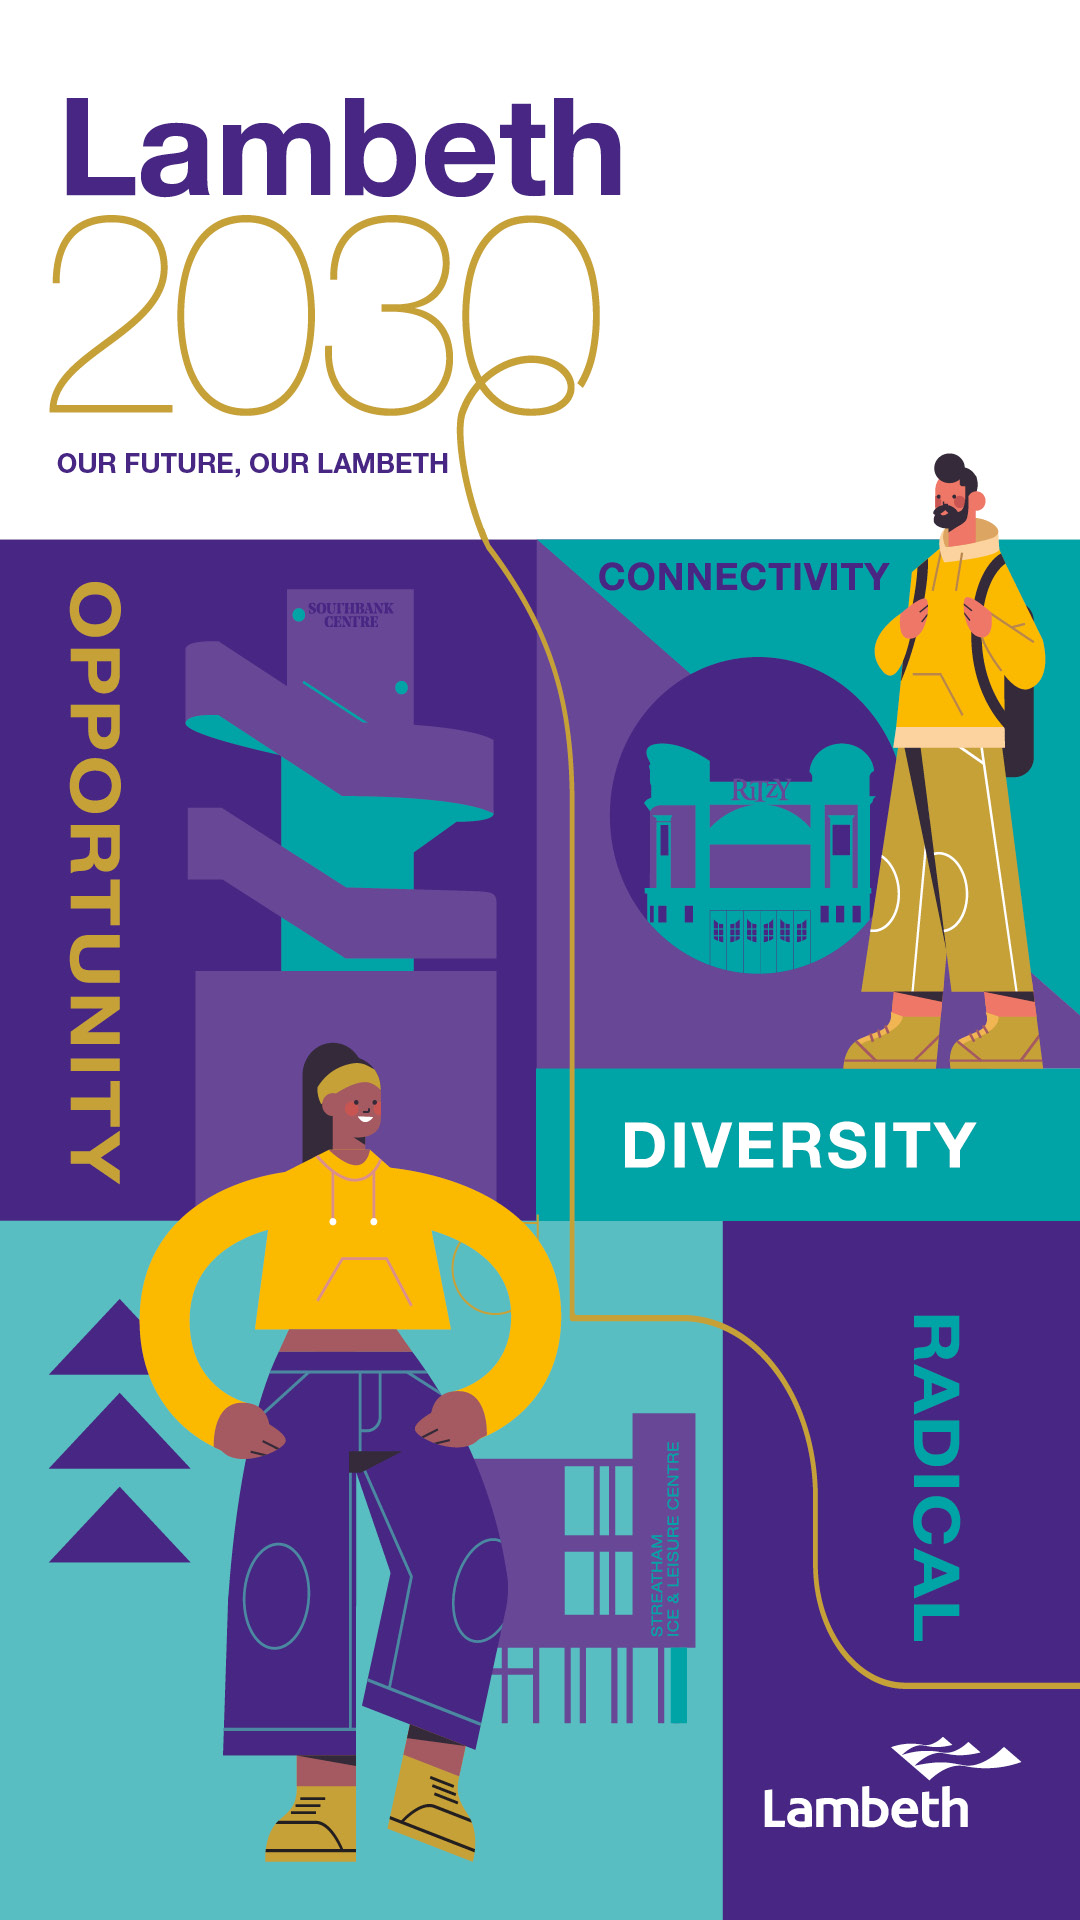 Lambeth
2030
OUR FUTURE, OUR LAMBETH
OPPORTUNITY
SOUTHBANK
CENTRE
CONNECTIVITY
RiTZY
DIVERSITY
RADICAL
STREATHAM
ICE & LEISURE CENTRE
Lambeth